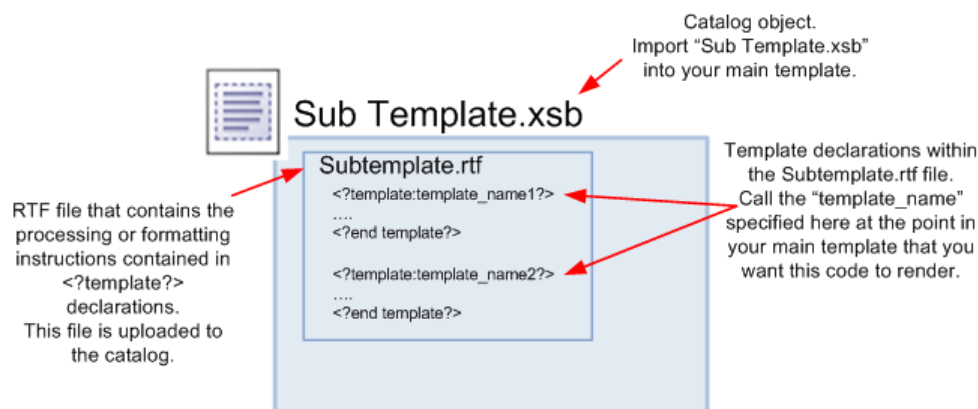 Catalog object.
Import “Sub Template.xsb”
into your main template.
Sub Template.xsb
Subtemplate.rtf
<?template:template_name1?>
....
<?end template?>
<?template:template_name2?>
....
<?end template?>
RTF file that contains the
processing or formatting
instructions contained in
<?template?>
declarations.
This file is uploaded to
the catalog.
Template declarations within
the Subtemplate.rtf file.
Call the “template_name”
specified here at the point in
your main template that you
want this code to render.